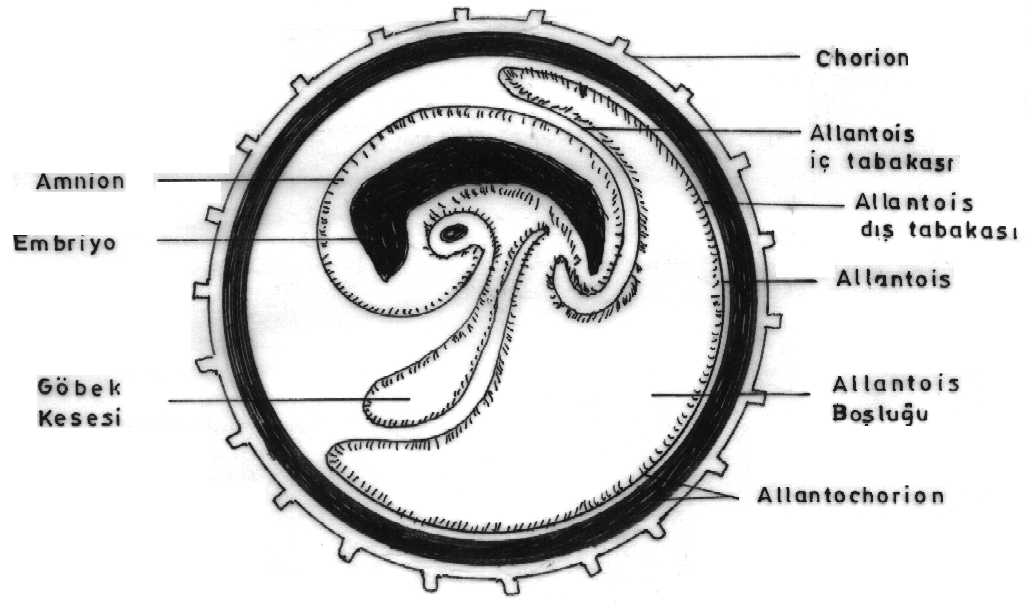 Chorion
Allantois
iç tabakası
Amnion
Allantois
dış tabakası
Embriyo
Allantois
Göbek
Kesesi
Allantois
Boşluğu
Allantochorion